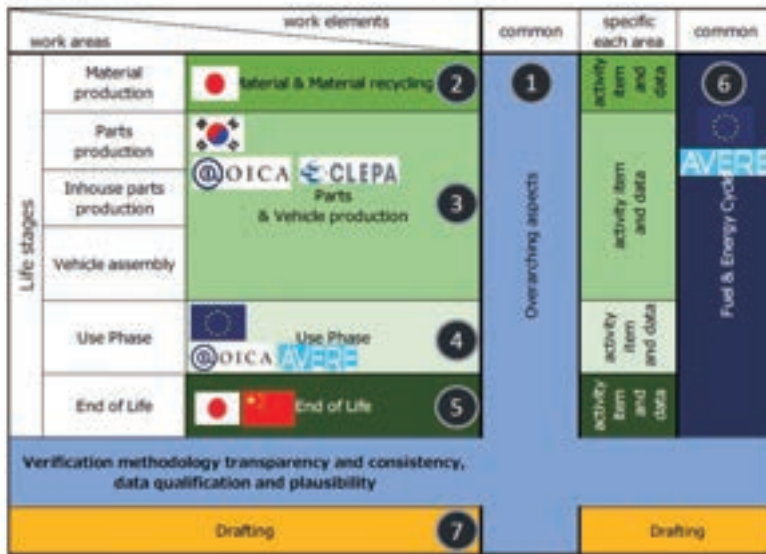 work elements
work areas
common
specific
each area
common
Life stages
Material
production
Material & Material recycling
2
1
activity
item
and data
6
Parts
production
OICA CLEPA
AVERE
Inhouse parts
production
Parts
& Vehicle production
3
Overarching aspects
activity item
and data
Fuel & Energy Cycle
Vehicle assembly
Use Phase
Use Phase
4
OICA AVERE
activity
item
and data
End of Life
End of Life
5
activity
item
and data
Verification methodology transparency and consistency,
data qualification and plausibility
Drafting
7
Drafting